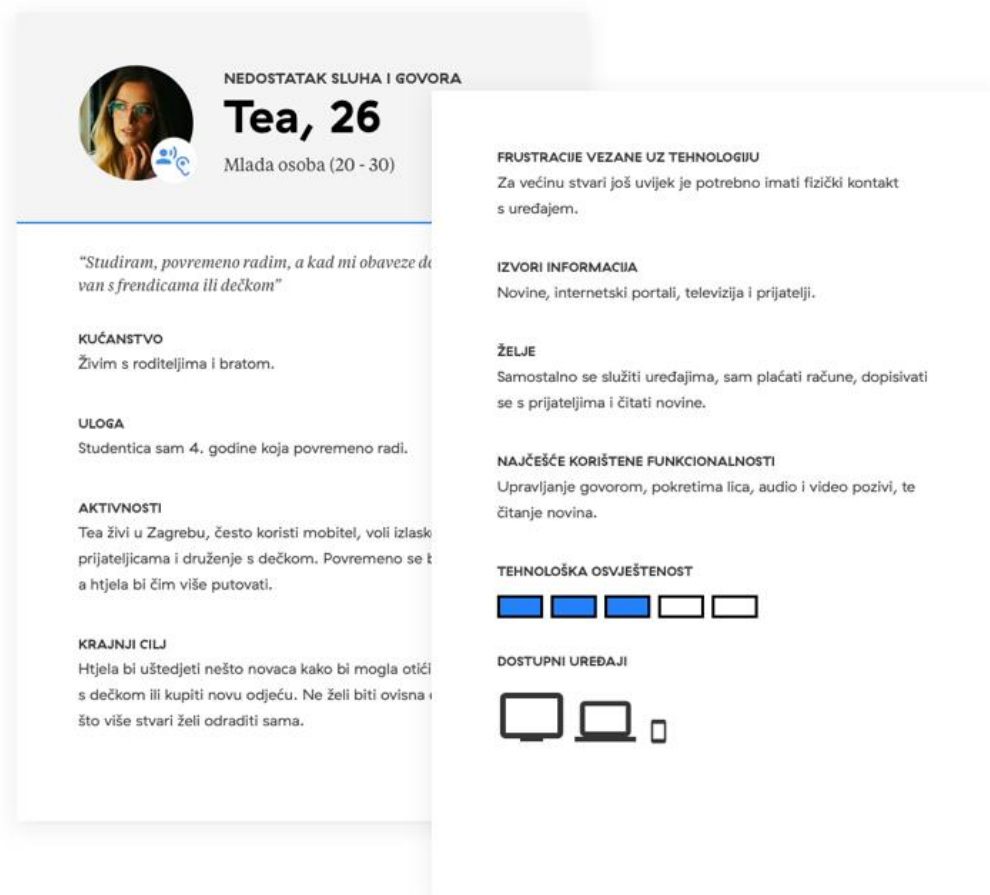 NEDOSTATAK SLUHA I GOVORA
Tea, 26
Mlada osoba (20 - 30)
“Studiram, povremeno radim, a kad mi obaveze
van s frendicama ili dečkom”
KUĆANSTVO
Živim s roditeljima i bratom.
ULOGA
Studentica sam 4. godine koja povremeno radi.
AKTIVNOSTI
Tea živi u Zagrebu, često koristi mobitel, voli
prijateljicama i druženje s dečkom. Povremeno se
a htjela bi čim više putovati.
KRAJNJI CILJ
Htjela bi uštedjeti nešto novaca kako bi mogla otići
s dečkom ili kupiti novu odjeću. Ne želi biti ovisna
što više stvari želi odraditi sama.
FRUSTRACIJE VEZANE UZ TEHNOLOGIJU
Za većinu stvari još uvijek je potrebno imati fizički kontakt
s uređajem.
IZVORI INFORMACIJA
Novine, internetski portali, televizija i prijatelji.
ŽELJE
Samostalno se služiti uređajima, sam plaćati račune, dopisivati
se s prijateljima i čitati novine.
NAJČEŠĆE KORIŠTENE FUNKCIONALNOSTI
Upravljanje govorom, pokretima lica, audio i video pozivi, te
čitanje novina.
TEHNOLOŠKA OSVJEŠTENOST
DOSTUPNI UREĐAJI